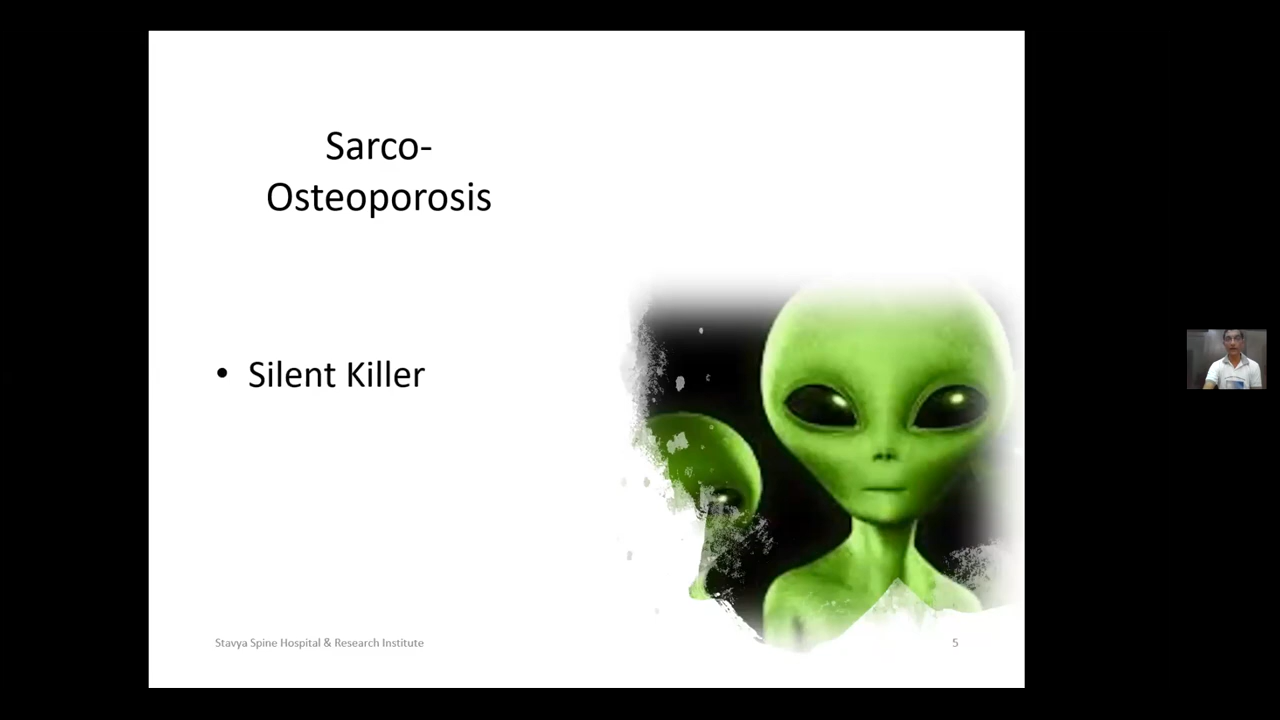 Sarco-
Osteoporosis
• Silent Killer
Stavya Spine Hospital & Research Institute
5